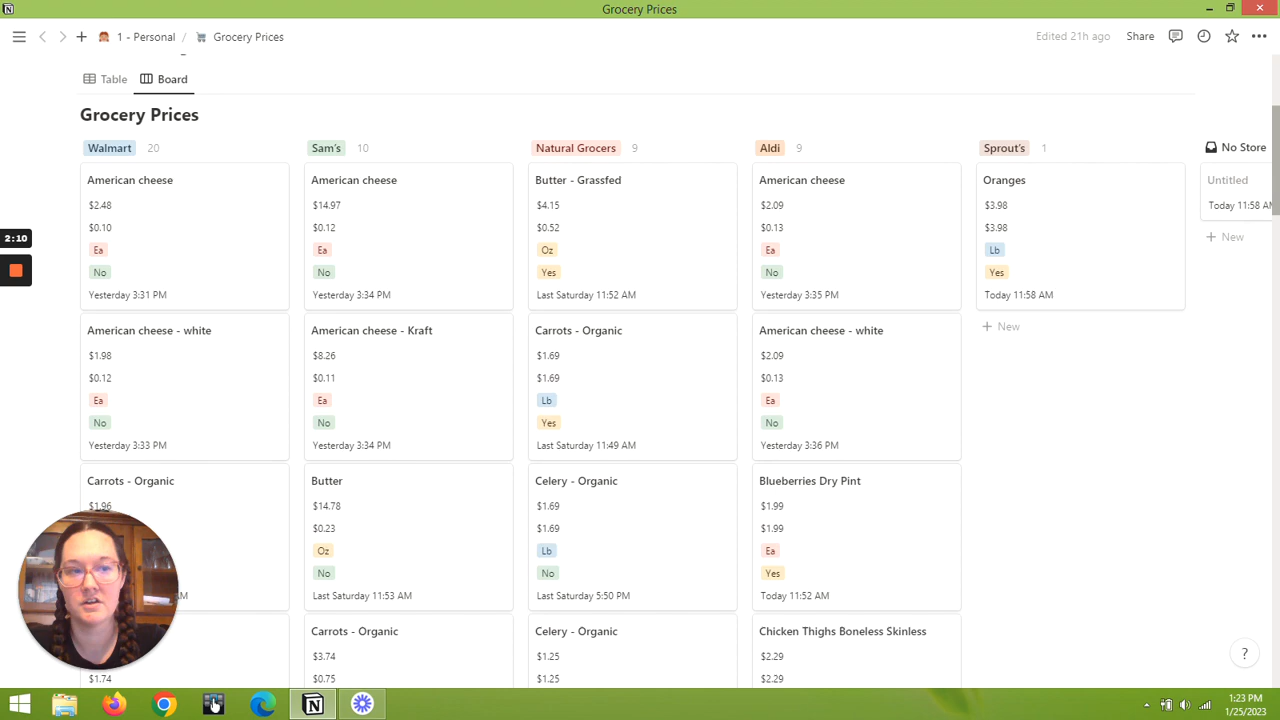 Grocery Prices
1 - Personal / Grocery Prices
Edited 21h ago Share
Table Board
Grocery Prices
Walmart 20
American cheese
$2.48
$0.10
Ea
No
Yesterday 3:31 PM
American cheese - white
$1.98
$0.12
Ea
No
Yesterday 3:33 PM
Carrots - Organic
$1.96
$1.74
Sam's 10
American cheese
$14.97
$0.12
Ea
No
Yesterday 3:34 PM
American cheese - Kraft
$8.26
$0.11
Ea
No
Yesterday 3:34 PM
Butter
$14.78
$0.23
Oz
No
Last Saturday 11:53 AM
Carrots - Organic
$3.74
$0.75
Natural Grocers 9
Butter - Grassfed
$4.15
$0.52
Oz
Yes
Last Saturday 11:52 AM
Carrots - Organic
$1.69
$1.69
Lb
Yes
Last Saturday 11:49 AM
Celery - Organic
$1.69
$1.69
Lb
No
Last Saturday 5:50 PM
Celery - Organic
$1.25
$1.25
Aldi 9
American cheese
$2.09
$0.13
Ea
No
Yesterday 3:35 PM
American cheese - white
$2.09
$0.13
Ea
No
Yesterday 3:36 PM
Blueberries Dry Pint
$1.99
$1.99
Ea
Yes
Today 11:52 AM
Chicken Thighs Boneless Skinless
$2.29
$2.29
Sprout's 1
Oranges
$3.98
$3.98
Lb
Yes
Today 11:58 AM
+ New
No Store
Untitled
Today 11:58 AM
+ New
2:10
?
1:23 PM
1/25/2023